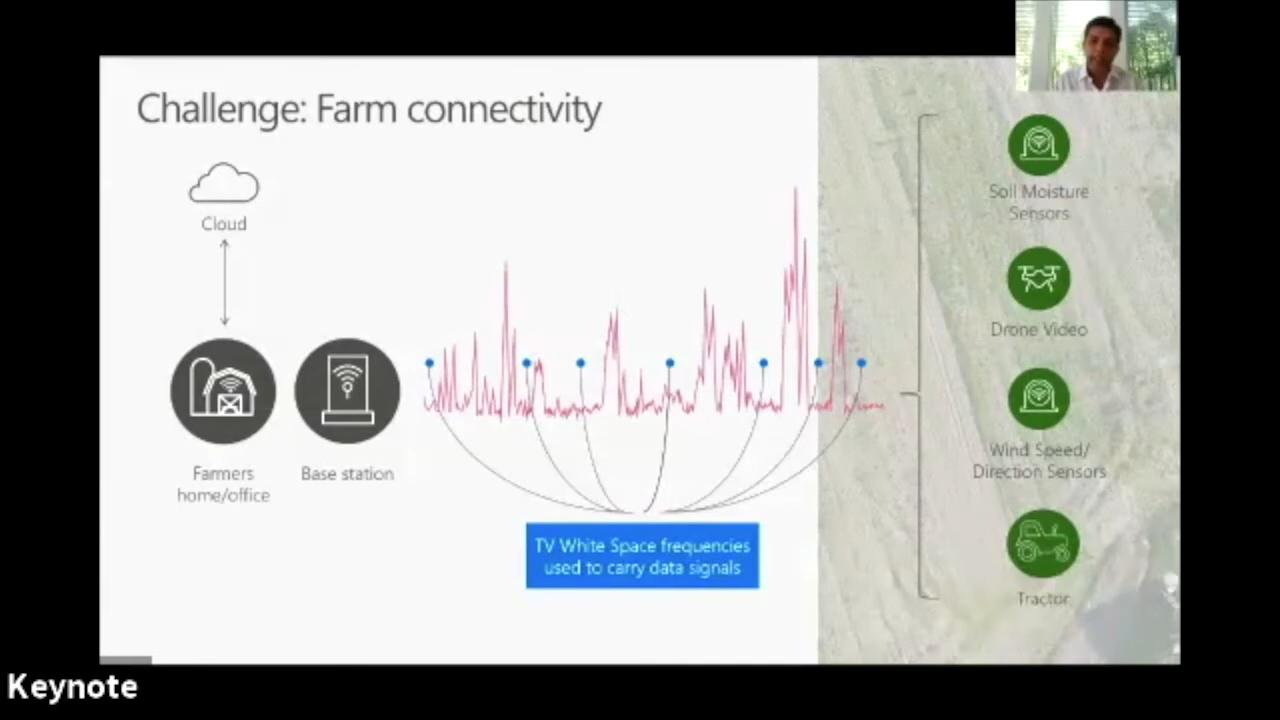 Challenge: Farm connectivity
Cloud
Farmers
home/office
Base station
TV White Space frequencies
used to carry data signals
Soil Moisture
Sensors
Drone Video
Wind Speed/
Direction Sensors
Tractor
Keynote